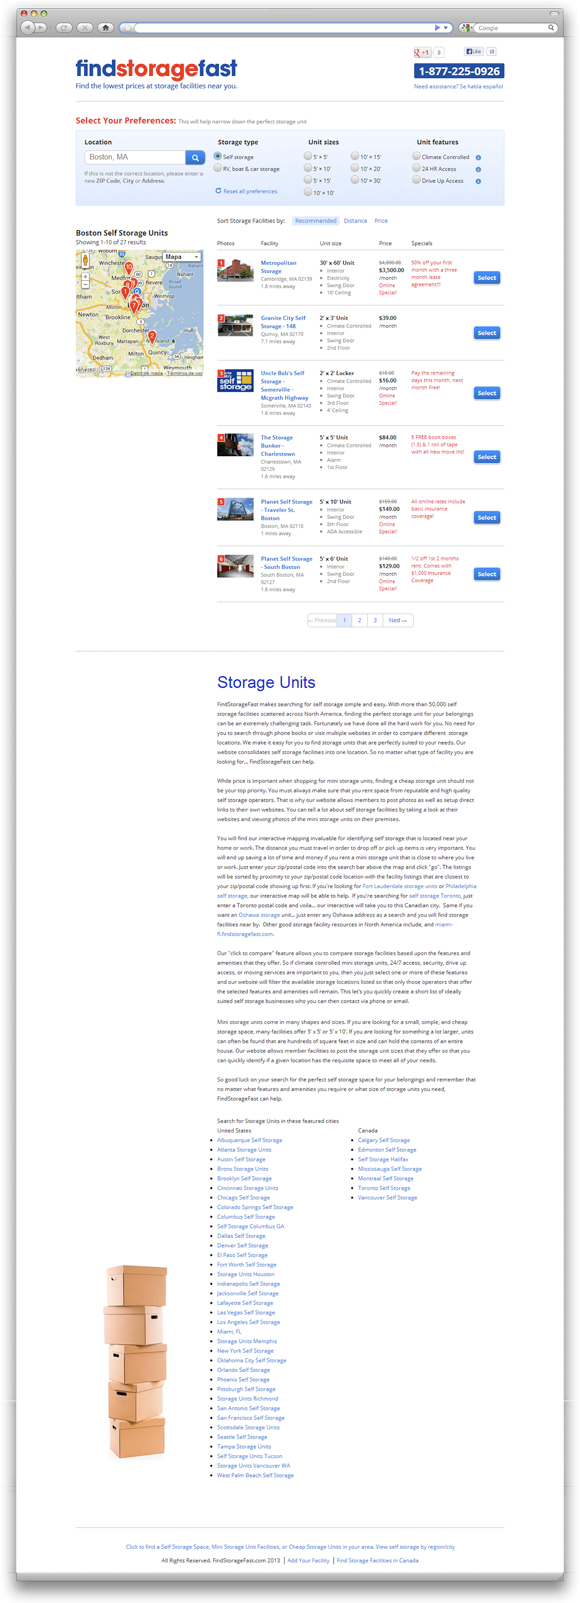 Google
findstoragefast
Find the lowest prices at storage facilities near you.
+1 9
Like 18
1-877-225-0926
Need assistance? Se habla español
Select Your Preferences: This will help narrow down the perfect storage unit
Location
Boston, MA
If this is not the correct location, please enter a
new ZIP Code, City or Address.
Storage type
Self storage
RV, boat & car storage
Reset all preferences
Unit sizes
5' × 5'
5' × 10'
5' × 15'
10' × 10'
10' × 15'
10' × 20'
10' × 30'
Unit features
Climate Controlled
24 HR Access
Drive Up Access
Boston Self Storage Units
Showing 1-10 of 27 results
Mapa
Sort Storage Facilities by: Recommended Distance Price
Photos Facility Unit size Price Specials
1
Metropolitan
Storage
Cambridge, MA 02139
1.8 miles away
30' x 60' Unit
Interior
Electricity
Swing Door
10' Ceiling
$4,000.00
$3,500.00
/month
Online
Special!
50% off your first
month with a three
month lease
agreement!!
Select
2
Granite City Self
Storage - 148
Quincy, MA 02170
7.1 miles away
2' x 3' Unit
Climate Controlled
Interior
Swing Door
2nd Floor
$39.00
/month
Select
3
Uncle Bob's Self
Storage -
Somerville -
Mcgrath Highway
Somerville, MA 02143
1.6 miles away
2' x 2' Locker
Climate Controlled
Interior
Swing Door
3rd Floor
4' Ceiling
$18.00
$16.00
/month
Online
Special!
Pay the remaining
days this month, next
month Free!
Select
4
The Storage
Bunker -
Charlestown
Charlestown, MA
02129
1.6 miles away
5' x 5' Unit
Climate Controlled
Interior
Alarm
1st Floor
$84.00
/month
5 FREE book boxes
(1.5) & 1 roll of tape
with all new move ins!
Select
5
Planet Self Storage
- Traveler St.
Boston
Boston, MA 02118
1 miles away
5' x 10' Unit
Interior
Swing Door
6th Floor
ADA Accessible
$169.00
$149.00
/month
Online
Special!
All online rates include
basic insurance
coverage!
Select
6
Planet Self Storage
- South Boston
South Boston, MA
02127
1.6 miles away
5' x 6' Unit
Interior
Swing Door
2nd Floor
$149.00
$129.00
/month
Online
Special!
1/2 off 1st 2 months
rent. Comes with
$1,000 Insurance
Coverage
Select
← Previous 1 2 3 Next →
Storage Units
FindStorageFast makes searching for self storage simple and easy. With more than 50,000 self
storage facilities scattered across North America, finding the perfect storage unit for your belongings
can be an extremely challenging task. Fortunately we have done all the hard work for you. No need for
you to search through phone books or visit multiple websites in order to compare different storage
locations. We make it easy for you to find storage units that are perfectly suited to your needs. Our
website consolidates self storage facilities into one location. So no matter what type of facility you are
looking for... FindStorageFast can help.
While price is important when shopping for mini storage units, finding a cheap storage unit should not
be your top priority. You must always make sure that you rent space from reputable and high quality
self storage operators. That is why our website allows members to post photos as well as setup direct
links to their own websites. You can tell a lot about self storage facilities by taking a look at their
websites and viewing photos of the mini storage units on their premises.
You will find our interactive mapping invaluable for identifying self storage that is located near your
home or work. The distance you must travel in order to drop off or pick up items is very important. You
will end up saving a lot of time and money if you rent a mini storage unit that is close to where you live
or work. Just enter your zip/postal code into the search bar above the map and click "go". The listings
will be sorted by proximity to your zip/postal code location with the facility listings that are closest to
your zip/postal code showing up first. If you're looking for Fort Lauderdale storage units or Philadelphia
self storage, our interactive map will be able to help. If you're searching for self storage Toronto, just
enter a Toronto postal code and voila... our interactive will take you to this Canadian city. Same if you
want an Oshawa storage unit... just enter any Oshawa address as a search and you will find storage
facilities near by. Other good storage facility resources in North America include, and miami-
fl.findstoragefast.com.
Our "click to compare" feature allows you to compare storage facilities based upon the features and
amenities that they offer. So if climate controlled mini storage units, 24/7 access, security, drive up
access, or moving services are important to you, then you just select one or more of these features
and our website will filter the available storage locations listed so that only those operators that offer
the selected features and amenities will remain. This let's you quickly create a short list of ideally
suited self storage businesses who you can then contact via phone or email.
Mini storage units come in many shapes and sizes. If you are looking for a small, simple, and cheap
storage space, many facilities offer 5' x 5' or 5' x 10'. If you are looking for something a lot larger, units
can often be found that are hundreds of square feet in size and can hold the contents of an entire
house. Our website allows member facilities to post the storage unit sizes that they offer so that you
can quickly identify if a given location has the requisite space to meet all of your needs.
So good luck on your search for the perfect self storage space for your belongings and remember that
no matter what features and amenities you require or what size of storage units you need,
FindStorageFast can help.
Search for Storage Units in these featured cities
United States
Albuquerque Self Storage
Atlanta Storage Units
Austin Self Storage
Bronx Storage Units
Brooklyn Self Storage
Cincinnati Storage Units
Chicago Self Storage
Colorado Springs Self Storage
Columbus Self Storage
Self Storage Columbus GA
Dallas Self Storage
Denver Self Storage
El Paso Self Storage
Fort Worth Self Storage
Storage Units Houston
Indianapolis Self Storage
Jacksonville Self Storage
Lafayette Self Storage
Las Vegas Self Storage
Los Angeles Self Storage
Miami, FL
Storage Units Memphis
New York Self Storage
Oklahoma City Self Storage
Orlando Self Storage
Phoenix Self Storage
Pittsburgh Self Storage
Storage Units Richmond
San Antonio Self Storage
San Francisco Self Storage
Scottsdale Storage Units
Seattle Self Storage
Tampa Storage Units
Self Storage Units Tucson
Storage Units Vancouver WA
West Palm Beach Self Storage
Canada
Calgary Self Storage
Edmonton Self Storage
Self Storage Halifax
Mississauga Self Storage
Montreal Self Storage
Toronto Self Storage
Vancouver Self Storage
Click to find a Self Storage Space, Mini Storage Unit Facilities, or Cheap Storage Units in your area. View self storage by region/city
All Rights Reserved. FindStorageFast.com 2013 | Add Your Facility | Find Storage Facilities in Canada